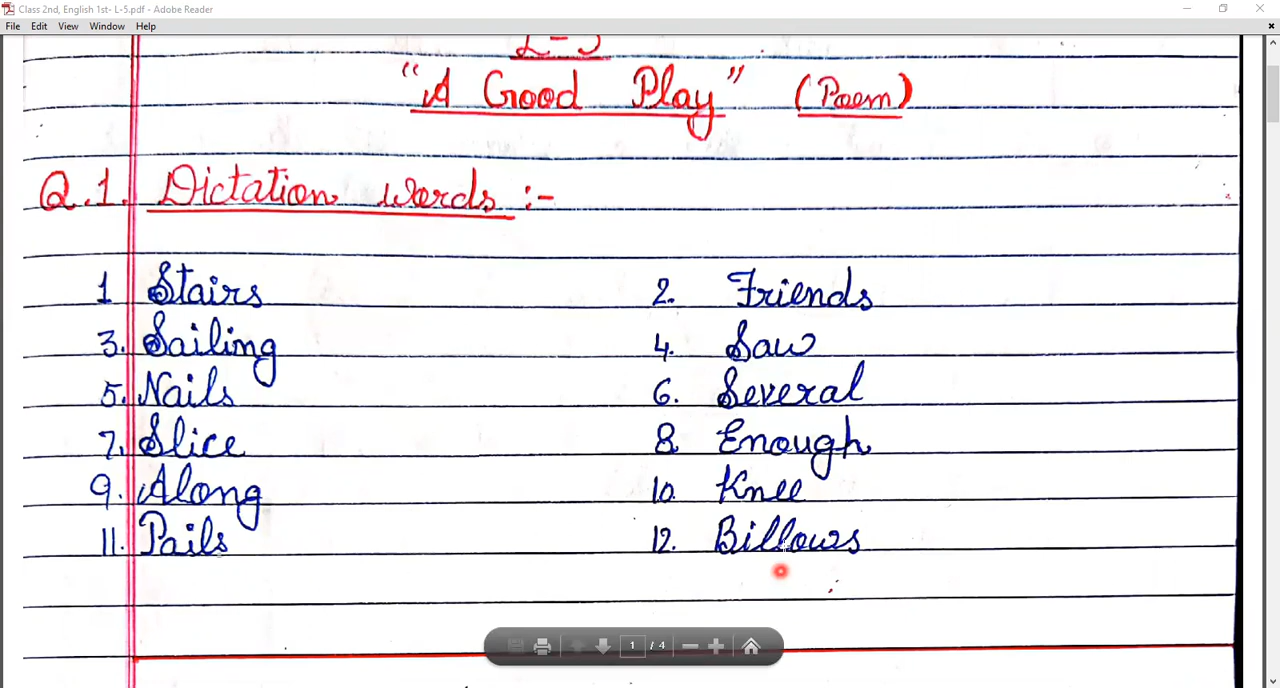 Class 2nd, English 1st- L-5.pdf - Adobe Reader
File Edit View Window Help
L-5
"A Good Play" (Poem)
Q.1. Dictation words :-
1 Stairs 2. Friends
3. Sailing 4. Saw
5. Nails 6. Several
7. Slice 8 Enough
9. Along 10. Knee
11. Pails 12. Billows
1 / 4